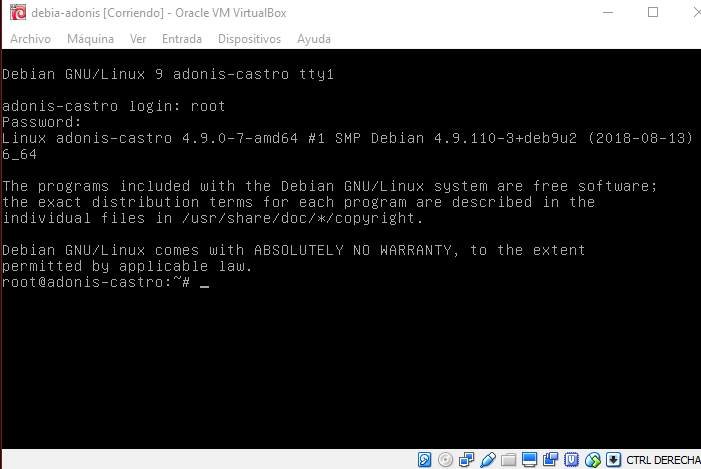 debia-adonis [Corriendo] - Oracle VM VirtualBox
Archivo Máquina Ver Entrada Dispositivos Ayuda
Debian GNU/Linux 9 adonis-castro tty1
adonis-castro login: root
Password:
Linux adonis-castro 4.9.0-7-amd64 #1 SMP Debian 4.9.110-3+deb9u2 (2018-08-13)
6_64
The programs included with the Debian GNU/Linux system are free software;
the exact distribution terms for each program are described in the
individual files in /usr/share/doc/*/copyright.
Debian GNU/Linux comes with ABSOLUTELY NO WARRANTY, to the extent
permitted by applicable law.
root@adonis-castro:~# _
CTRL DERECHA